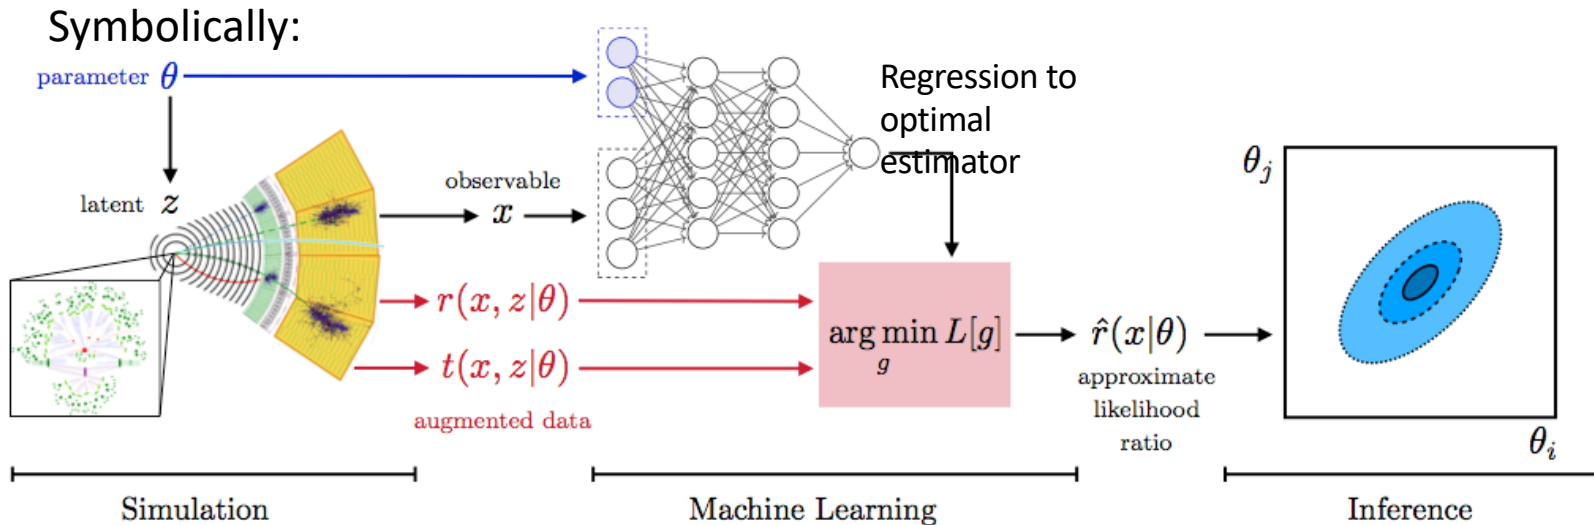 Symbolically:
parameter θ
latent z
observable
x
r(x, z|θ)
t(x, z|θ)
augmented data
Regression to
optimal
estimator
arg min L[g]
g
r̂(x|θ)
approximate
likelihood
ratio
θⱼ
θᵢ
Simulation
Machine Learning
Inference